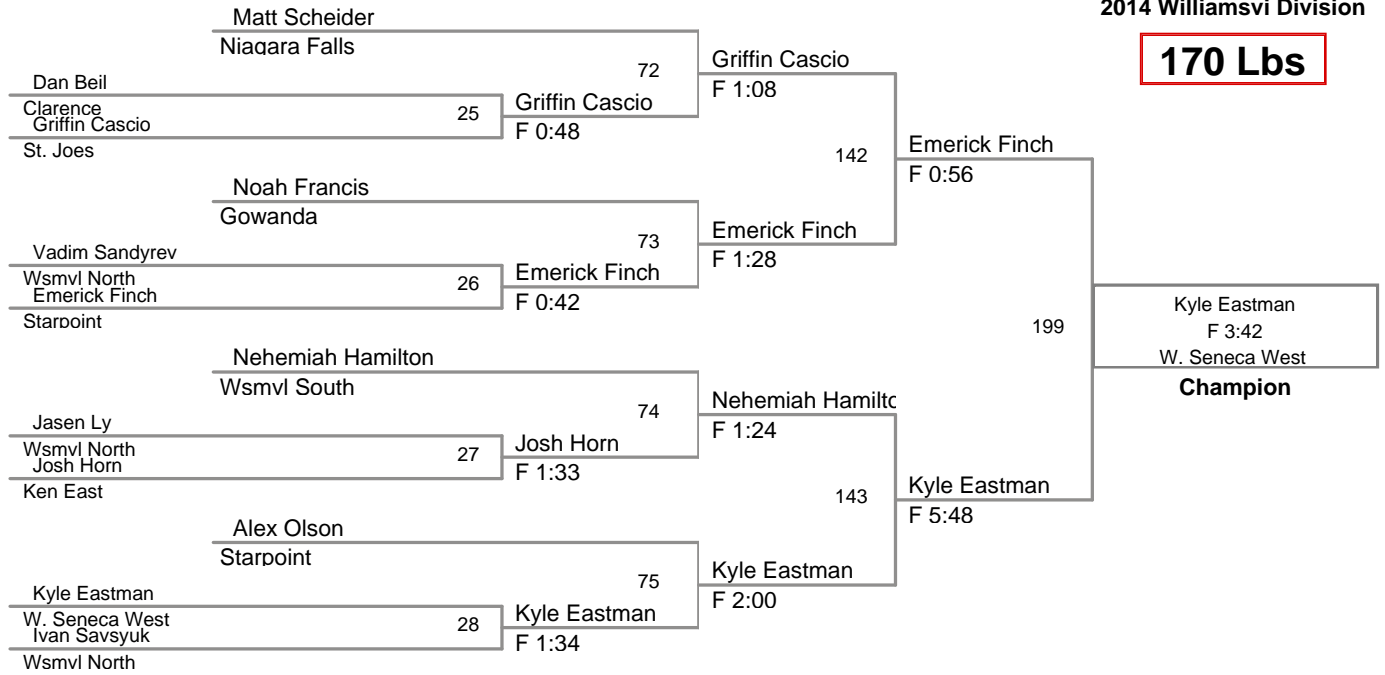 2014 Williamsvi Division
170 Lbs
Matt Scheider
Niagara Falls
Dan Beil
Clarence
Griffin Cascio
St. Joes
25
Griffin Cascio
F 0:48
72
Griffin Cascio
F 1:08
Noah Francis
Gowanda
Vadim Sandyrev
Wsmvl North
Emerick Finch
Starpoint
26
Emerick Finch
F 0:42
73
Emerick Finch
F 1:28
142
Emerick Finch
F 0:56
Nehemiah Hamilton
Wsmvl South
Jasen Ly
Wsmvl North
Josh Horn
Ken East
27
Josh Horn
F 1:33
74
Nehemiah Hamiltc
F 1:24
Alex Olson
Starpoint
Kyle Eastman
W. Seneca West
Ivan Savsyuk
Wsmvl North
28
Kyle Eastman
F 1:34
75
Kyle Eastman
F 2:00
143
Kyle Eastman
F 5:48
199
Kyle Eastman
F 3:42
W. Seneca West
Champion